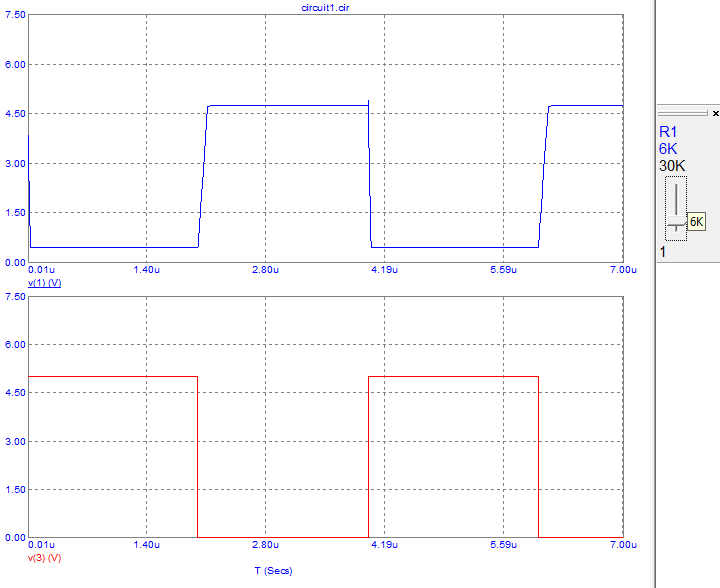 circuit1.cir
7.50
6.00
4.50
3.00
1.50
0.00
0.01u 1.40u 2.80u 4.19u 5.59u 7.00u
v(1) (V)
7.50
6.00
4.50
3.00
1.50
0.00
0.01u 1.40u 2.80u 4.19u 5.59u 7.00u
v(3) (V)
T (Secs)
R1
6K
30K
6K
1